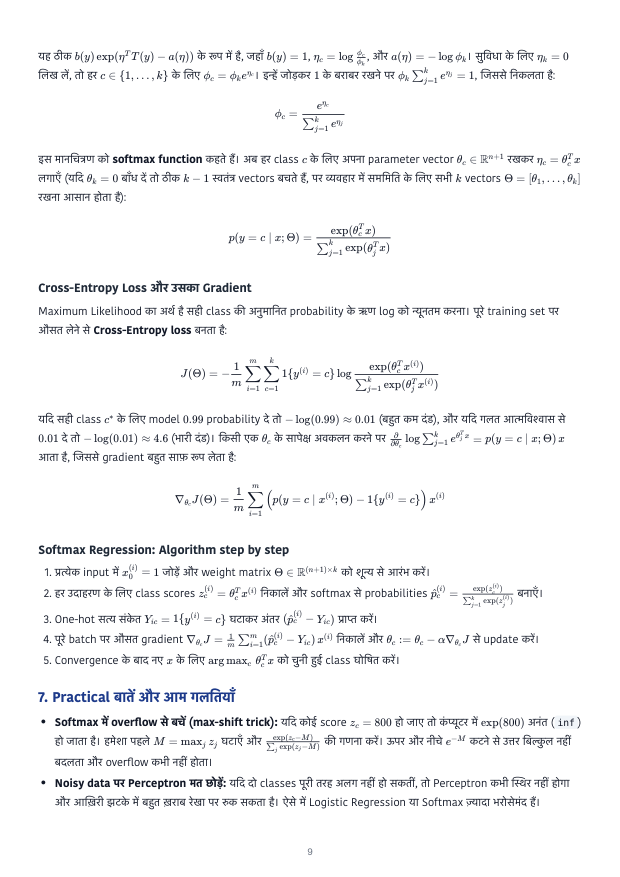 यह ठीक b(y) exp(η^T T(y) − a(η)) के रूप में है, जहाँ b(y) = 1, η_c = log φ_c/φ_k, और a(η) = − log φ_k। सुविधा के लिए η_k = 0
लिख लें, तो हर c ∈ {1, . . . , k} के लिए φ_c = φ_k e^{η_c}। इन्हें जोड़कर 1 के बराबर रखने पर φ_k ∑_{j=1}^k e^{η_j} = 1, जिससे निकलता है:
φ_c = e^{η_c} / ∑_{j=1}^k e^{η_j}
इस मानचित्रण को softmax function कहते हैं। अब हर class c के लिए अपना parameter vector θ_c ∈ ℝ^{n+1} रखकर η_c = θ_c^T x
लगाएँ (यदि θ_k = 0 बाँध दें तो ठीक k − 1 स्वतंत्र vectors बचते हैं, पर व्यवहार में सममिति के लिए सभी k vectors Θ = [θ_1, . . . , θ_k]
रखना आसान होता है):
p(y = c | x; Θ) = exp(θ_c^T x) / ∑_{j=1}^k exp(θ_j^T x)
Cross-Entropy Loss और उसका Gradient
Maximum Likelihood का अर्थ है सही class की अनुमानित probability के ऋण log को न्यूनतम करना। पूरे training set पर
औसत लेने से Cross-Entropy loss बनता है:
J(Θ) = − 1/m ∑_{i=1}^m ∑_{c=1}^k 1{y^{(i)} = c} log exp(θ_c^T x^{(i)}) / ∑_{j=1}^k exp(θ_j^T x^{(i)})
यदि सही class c* के लिए model 0.99 probability दे तो − log(0.99) ≈ 0.01 (बहुत कम दंड), और यदि गलत आत्मविश्वास से
0.01 दे तो − log(0.01) ≈ 4.6 (भारी दंड)। किसी एक θ_c के सापेक्ष अवकलन करने पर ∂/∂θ_c log ∑_{j=1}^k e^{θ_j^T x} = p(y = c | x; Θ) x
आता है, जिससे gradient बहुत साफ़ रूप लेता है:
∇_{θ_c} J(Θ) = 1/m ∑_{i=1}^m (p(y = c | x^{(i)}; Θ) − 1{y^{(i)} = c}) x^{(i)}
Softmax Regression: Algorithm step by step
1. प्रत्येक input में x_0^{(i)} = 1 जोड़ें और weight matrix Θ ∈ ℝ^{(n+1)×k} को शून्य से आरंभ करें।
2. हर उदाहरण के लिए class scores z_c^{(i)} = θ_c^T x^{(i)} निकालें और softmax से probabilities p̂_c^{(i)} = exp(z_c^{(i)}) / ∑_{j=1}^k exp(z_j^{(i)}) बनाएँ।
3. One-hot सत्य संकेत Y_{ic} = 1{y^{(i)} = c} घटाकर अंतर (p̂_c^{(i)} − Y_{ic}) प्राप्त करें।
4. पूरे batch पर औसत gradient ∇_{θ_c} J = 1/m ∑_{i=1}^m (p̂_c^{(i)} − Y_{ic}) x^{(i)} निकालें और θ_c := θ_c − α∇_{θ_c} J से update करें।
5. Convergence के बाद नए x के लिए arg max_c θ_c^T x को चुनी हुई class घोषित करें।
7. Practical बातें और आम गलतियाँ
• Softmax में overflow से बचें (max-shift trick): यदि कोई score z_c = 800 हो जाए तो कंप्यूटर में exp(800) अनंत ( inf )
हो जाता है। हमेशा पहले M = max_j z_j घटाएँ और exp(z_c−M) / ∑_j exp(z_j−M) की गणना करें। ऊपर और नीचे e^{−M} कटने से उत्तर बिल्कुल नहीं
बदलता और overflow कभी नहीं होता।
• Noisy data पर Perceptron मत छोड़ें: यदि दो classes पूरी तरह अलग नहीं हो सकतीं, तो Perceptron कभी स्थिर नहीं होगा
और आख़िरी झटके में बहुत ख़राब रेखा पर रुक सकता है। ऐसे में Logistic Regression या Softmax ज़्यादा भरोसेमंद हैं।
9